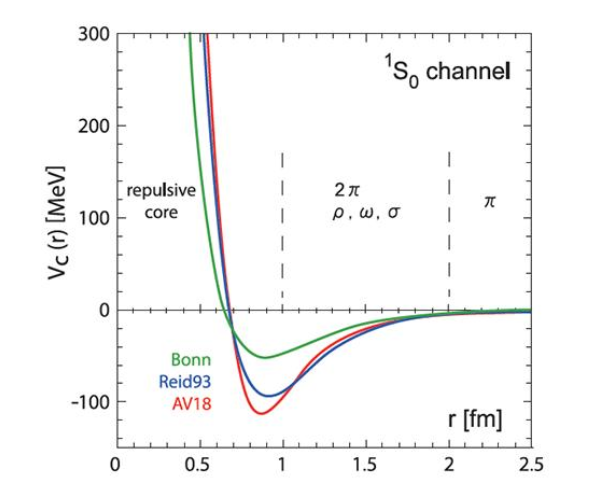 300
¹S₀ channel
200
repulsive
core
2π
ρ, ω, σ
π
100
V_C (r) [MeV]
0
Bonn
Reid93
AV18
-100
r [fm]
0 0.5 1 1.5 2 2.5